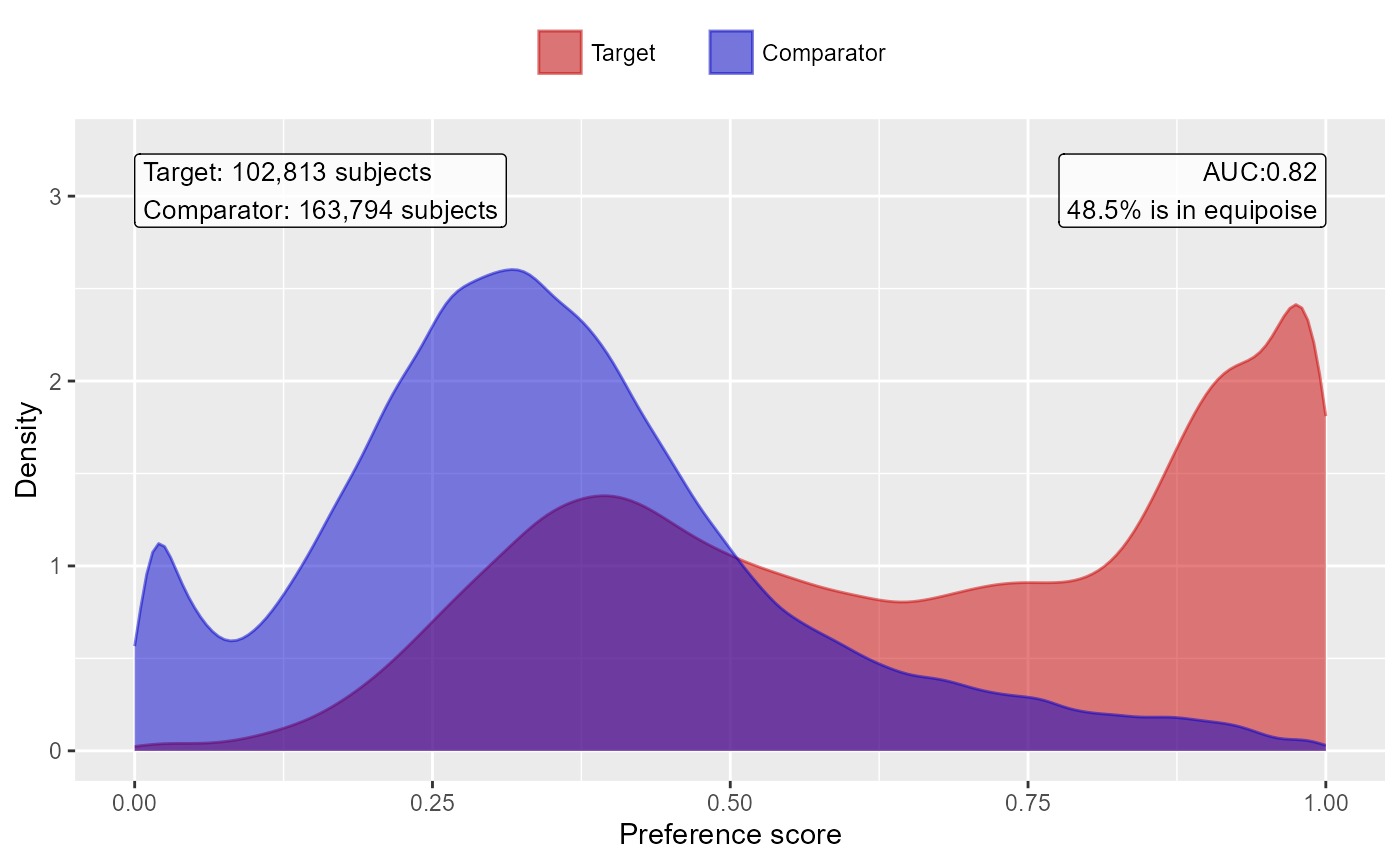 Target
Comparator
Target: 102,813 subjects
Comparator: 163,794 subjects
AUC:0.82
48.5% is in equipoise
3
2
1
0
Density
0.00
0.25
0.50
0.75
1.00
Preference score